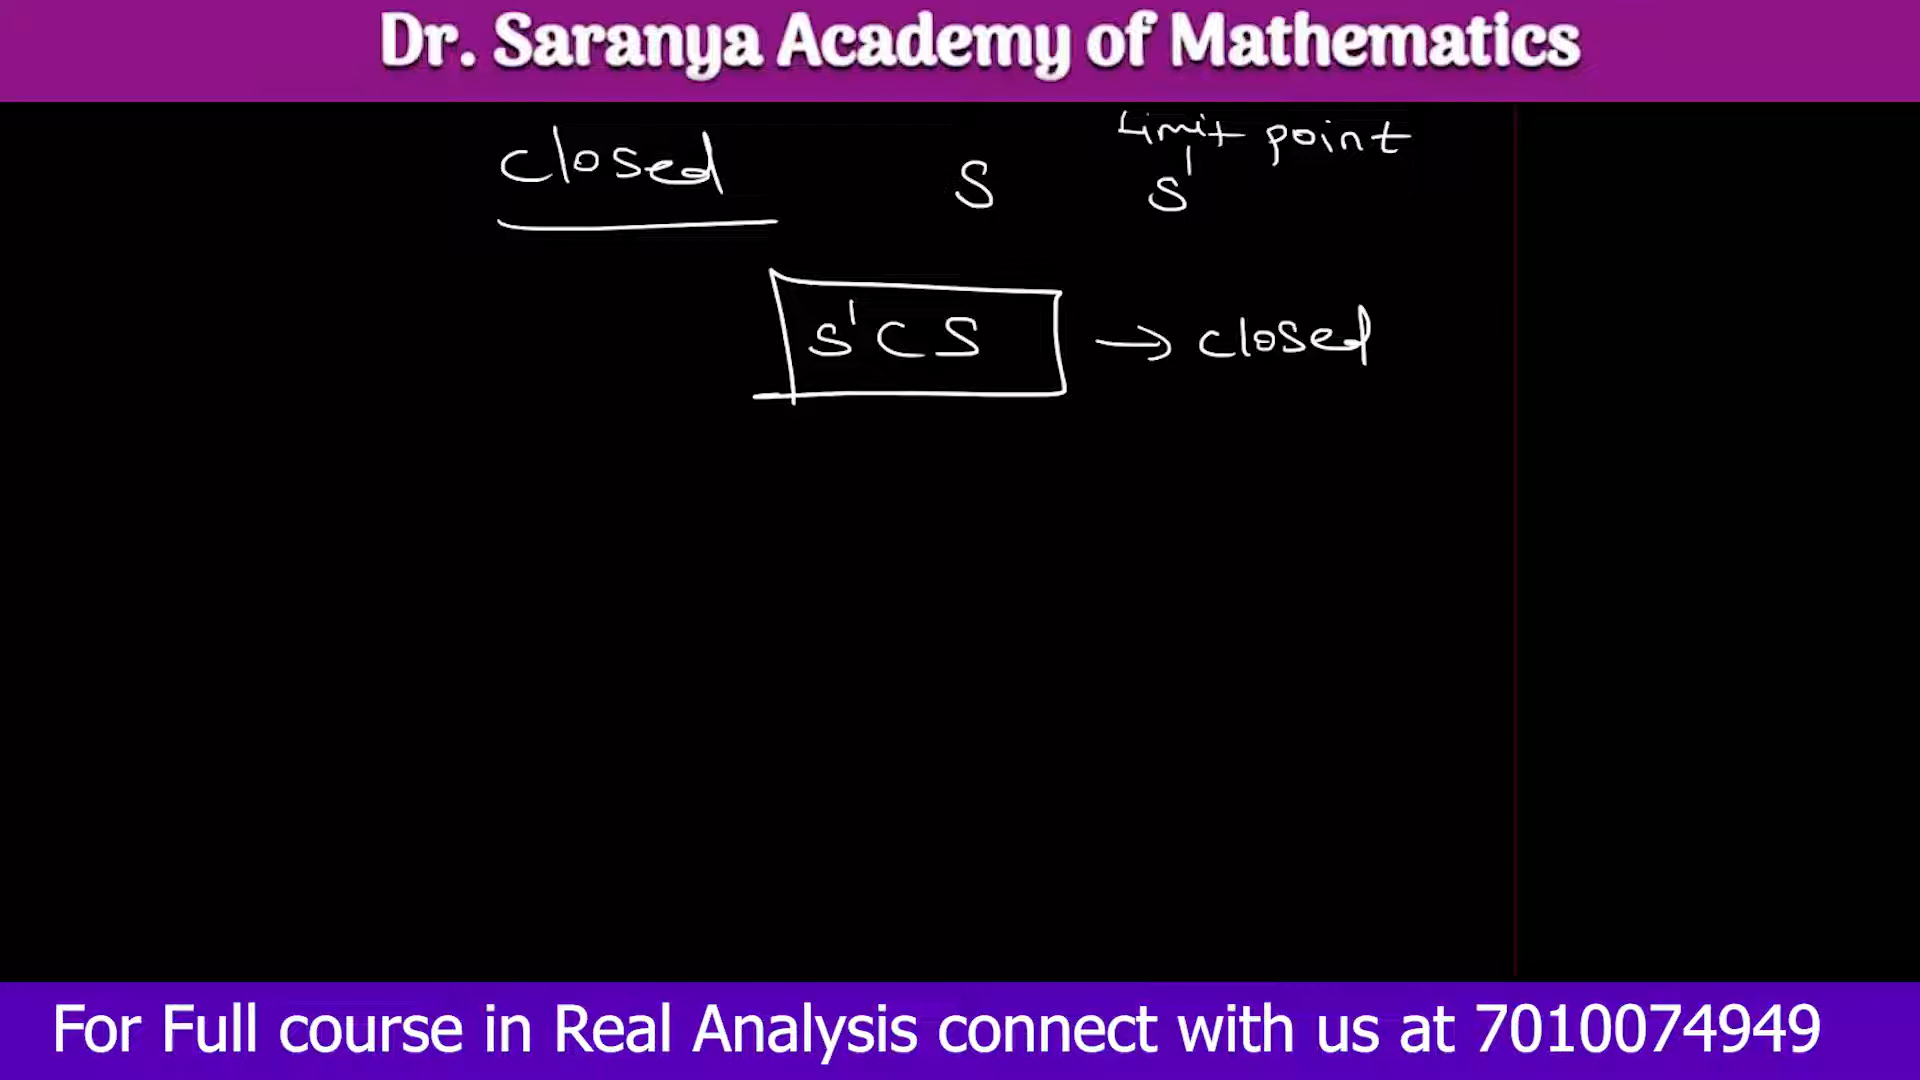 Dr. Saranya Academy of Mathematics
Limit point
closed S S'
S' ⊂ S → closed
For Full course in Real Analysis connect with us at 7010074949